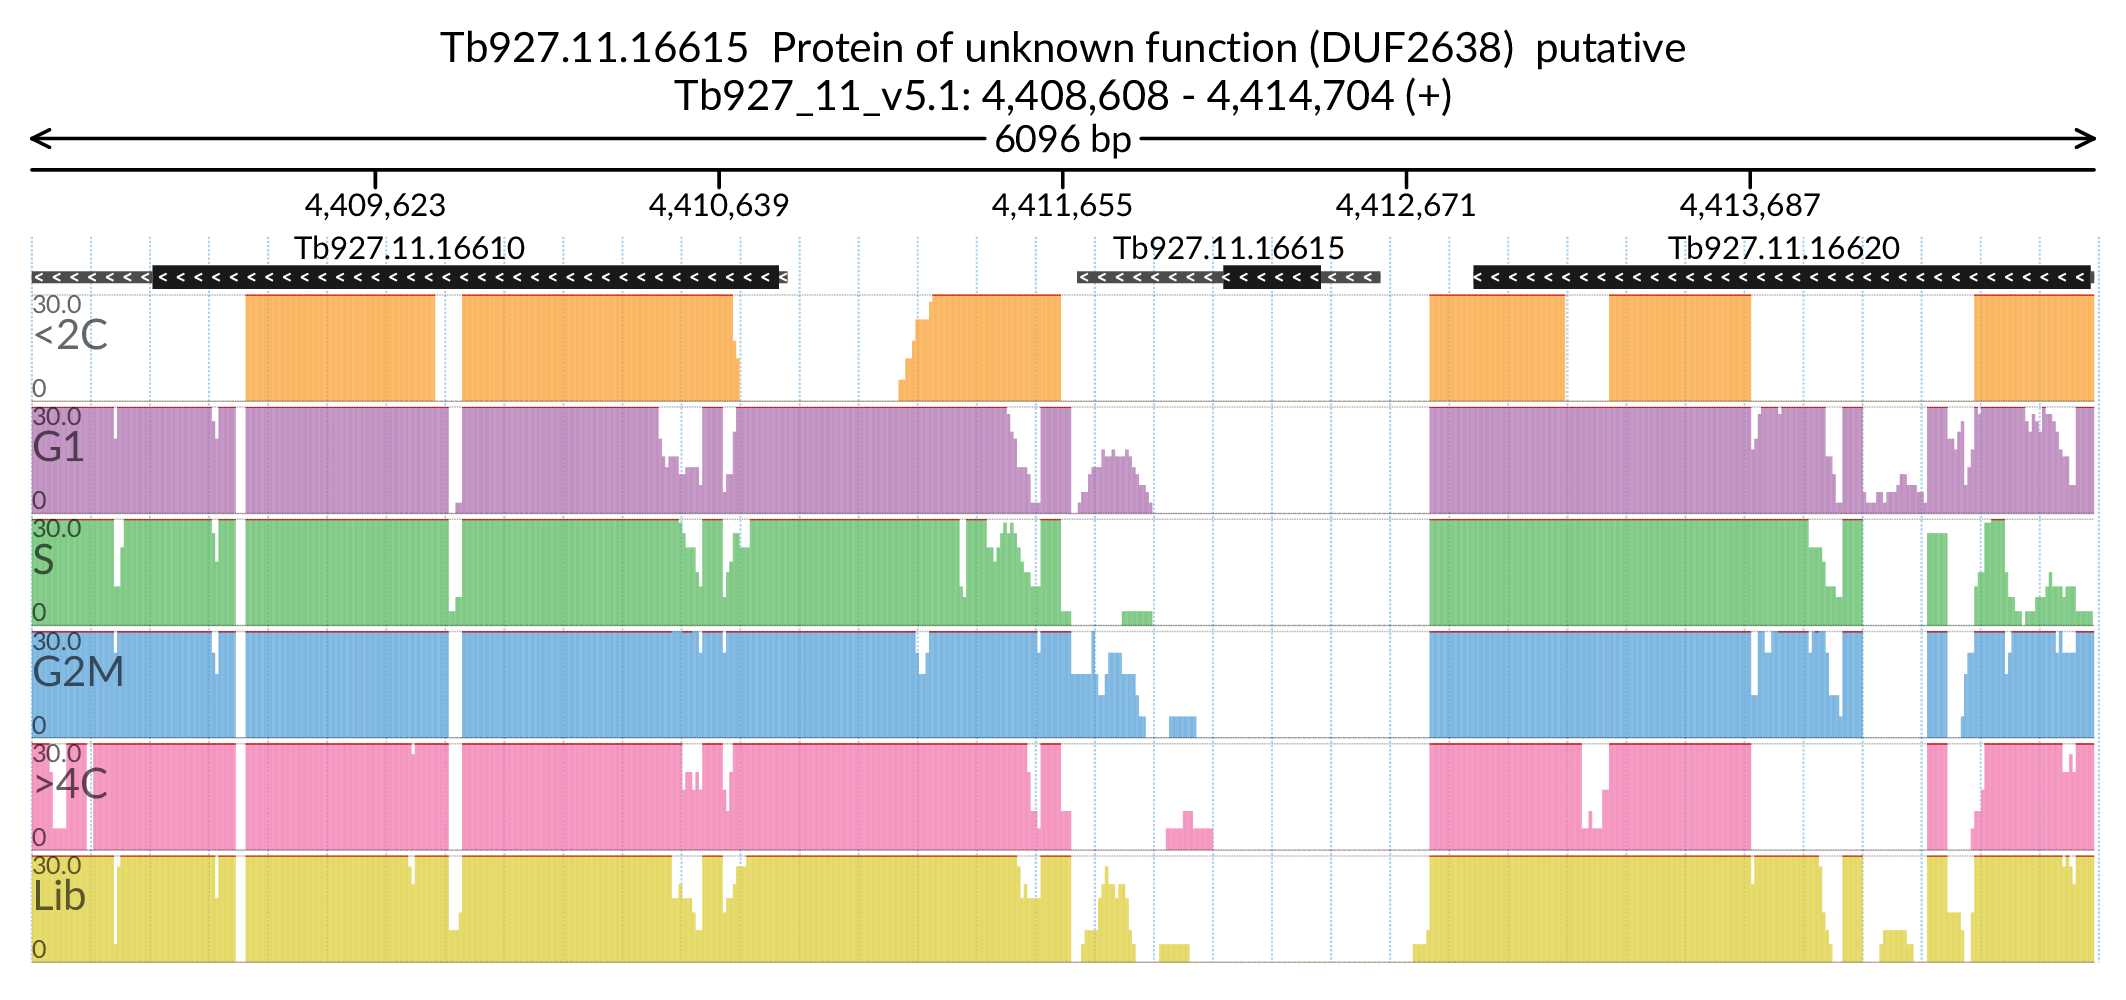 Tb927.11.16615 Protein of unknown function (DUF2638) putative
Tb927_11_v5.1: 4,408,608 - 4,414,704 (+)
6096 bp
4,409,623 4,410,639 4,411,655 4,412,671 4,413,687
Tb927.11.16610 Tb927.11.16615 Tb927.11.16620
30.0
<2C
0
30.0
G1
0
30.0
S
0
30.0
G2M
0
30.0
>4C
0
30.0
Lib
0